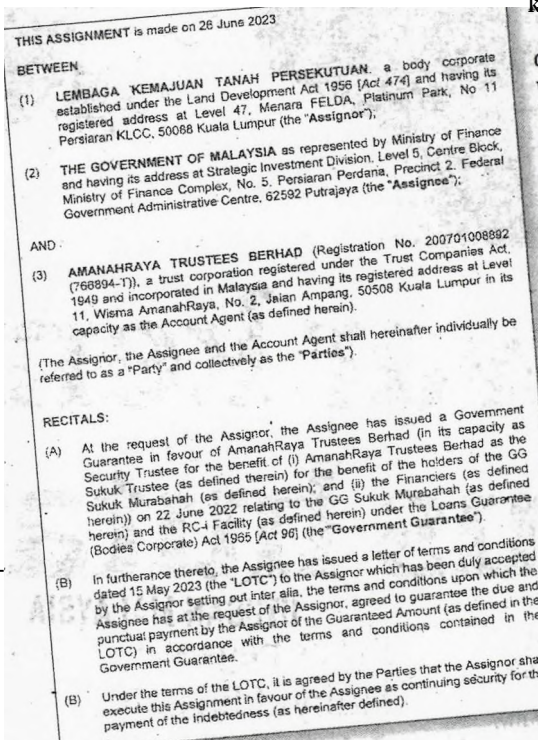 THIS ASSIGNMENT is made on 26 June 2023
BETWEEN
(1) LEMBAGA KEMAJUAN TANAH PERSEKUTUAN. a body corporate
established under the Land Development Act 1956 [Act 474] and having its
registered address at Level 47, Menara FELDA, Platinum Park, No 11
Persiaran KLCC, 50088 Kuala Lumpur (the "Assignor");
(2) THE GOVERNMENT OF MALAYSIA as represented by Ministry of Finance
and having its address at Strategic Investment Division. Level 5, Centre Block,
Ministry of Finance Complex, No. 5. Persiaran Perdana, Precinct 2. Federal
Government Administrative Centre. 62592 Putrajaya (the "Assignee");
AND
(3) AMANAHRAYA TRUSTEES BERHAD (Registration No. 200701008892
(766894-T)), a trust corporation registered under the Trust Companies Act,
1949 and incorporated in Malaysia and having its registered address at Level
11, Wisma AmanahRaya, No. 2, Jalan Ampang, 50508 Kuala Lumpur in its
capacity as the Account Agent (as defined herein).
(The Assignor, the Assignee and the Account Agent shall hereinafter individually be
referred to as a "Party" and collectively as the "Parties").
RECITALS:
(A) At the request of the Assignor, the Assignee has issued a Government
Guarantee in favour of AmanahRaya Trustees Berhad (in its capacity as
Security Trustee for the benefit of (i) AmanahRaya Trustees Berhad as the
Sukuk Trustee (as defined therein) for the benefit of the holders of the GG
Sukuk Murabahah (as defined herein); and (ii) the Financiers (as defined
herein)) on 22 June 2022 relating to the GG Sukuk Murabahah (as defined
herein) and the RC-i Facility (as defined herein) under the Loans Guarantee
(Bodies Corporate) Act 1965 [Act 96] (the "Government Guarantee").
(B) In furtherance thereto, the Assignee has issued a letter of terms and conditions
dated 15 May 2023 (the "LOTC") to the Assignor which has been duly accepted
by the Assignor setting out inter alia, the terms and conditions upon which the
Assignee has at the request of the Assignor, agreed to guarantee the due and
punctual payment by the Assignor of the Guaranteed Amount (as defined in the
LOTC) in accordance with the terms and conditions contained in the
Government Guarantee.
(B) Under the terms of the LOTC, it is agreed by the Parties that the Assignor sha
execute this Assignment in favour of the Assignee as continuing security for th
payment of the indebtedness (as hereinafter defined).